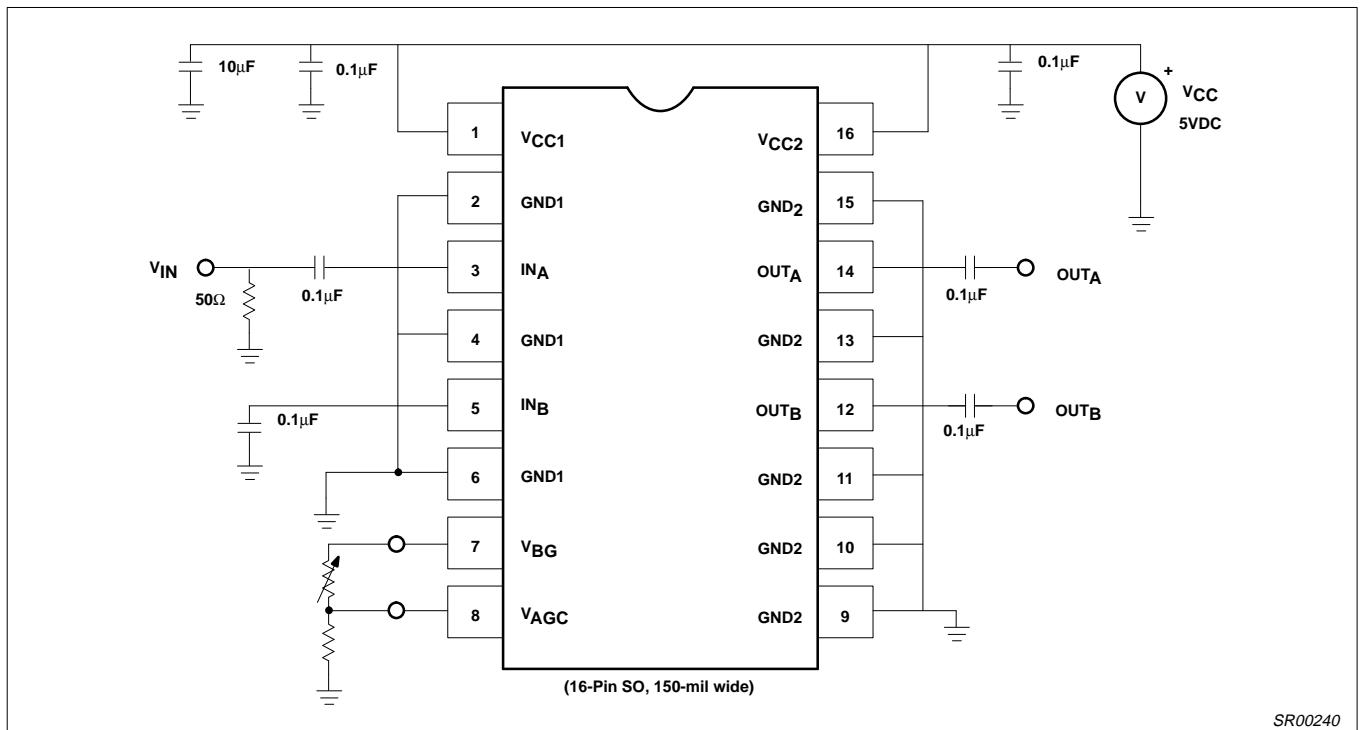 10µF
0.1µF
0.1µF
+
V
VCC
5VDC
1
VCC1
VCC2
16
2
GND1
GND2
15
VIN
50Ω
0.1µF
3
INA
OUTA
14
0.1µF
OUTA
4
GND1
GND2
13
0.1µF
5
INB
OUTB
12
0.1µF
OUTB
6
GND1
GND2
11
7
VBG
GND2
10
8
VAGC
GND2
9
(16-Pin SO, 150-mil wide)
SR00240